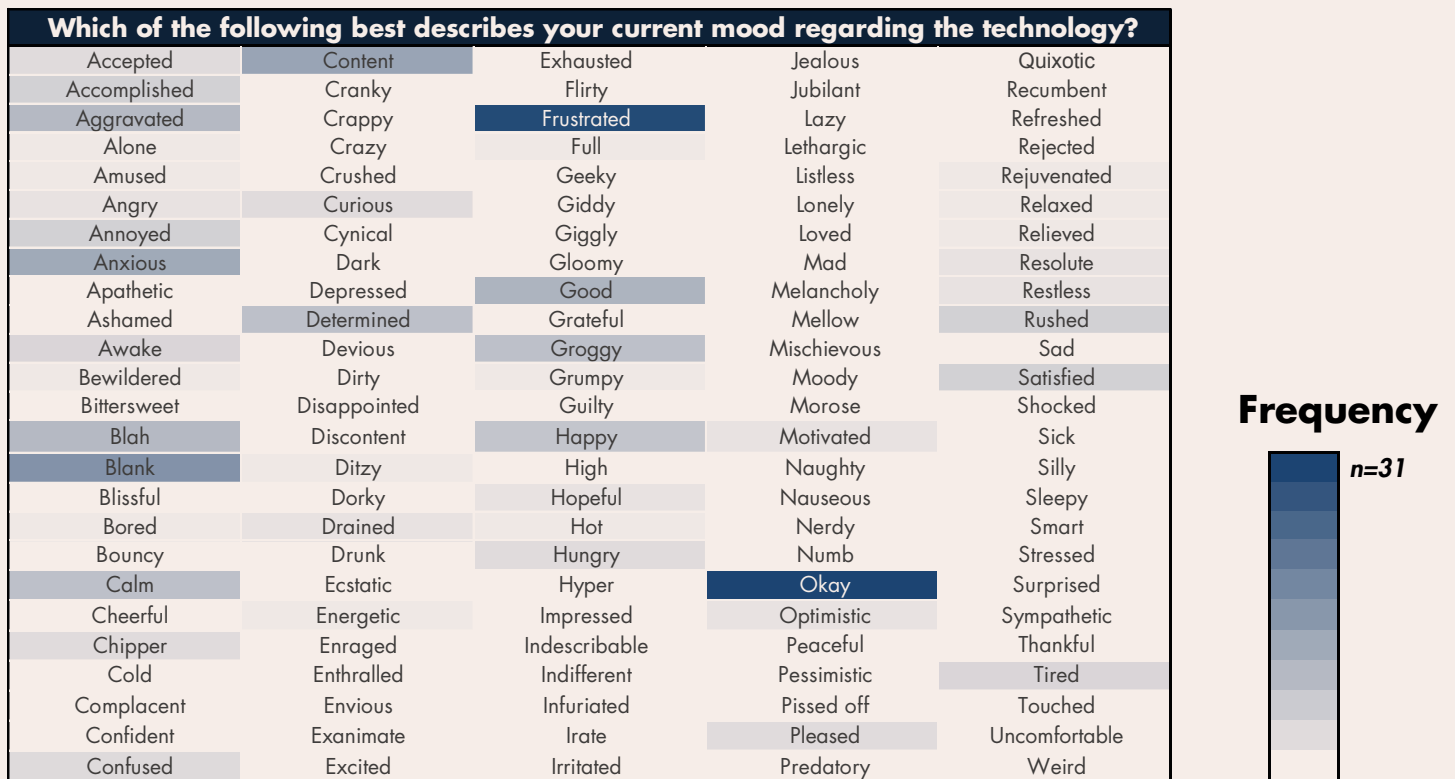 Which of the following best describes your current mood regarding the technology?
Accepted Content Exhausted Jealous Quixotic
Accomplished Cranky Flirty Jubilant Recumbent
Aggravated Crappy Frustrated Lazy Refreshed
Alone Crazy Full Lethargic Rejected
Amused Crushed Geeky Listless Rejuvenated
Angry Curious Giddy Lonely Relaxed
Annoyed Cynical Giggly Loved Relieved
Anxious Dark Gloomy Mad Resolute
Apathetic Depressed Good Melancholy Restless
Ashamed Determined Grateful Mellow Rushed
Awake Devious Groggy Mischievous Sad
Bewildered Dirty Grumpy Moody Satisfied
Bittersweet Disappointed Guilty Morose Shocked
Blah Discontent Happy Motivated Sick
Blank Ditzy High Naughty Silly
Blissful Dorky Hopeful Nauseous Sleepy
Bored Drained Hot Nerdy Smart
Bouncy Drunk Hungry Numb Stressed
Calm Ecstatic Hyper Okay Surprised
Cheerful Energetic Impressed Optimistic Sympathetic
Chipper Enraged Indescribable Peaceful Thankful
Cold Enthralled Indifferent Pessimistic Tired
Complacent Envious Infuriated Pissed off Touched
Confident Exanimate Irate Pleased Uncomfortable
Confused Excited Irritated Predatory Weird
Frequency
n=31